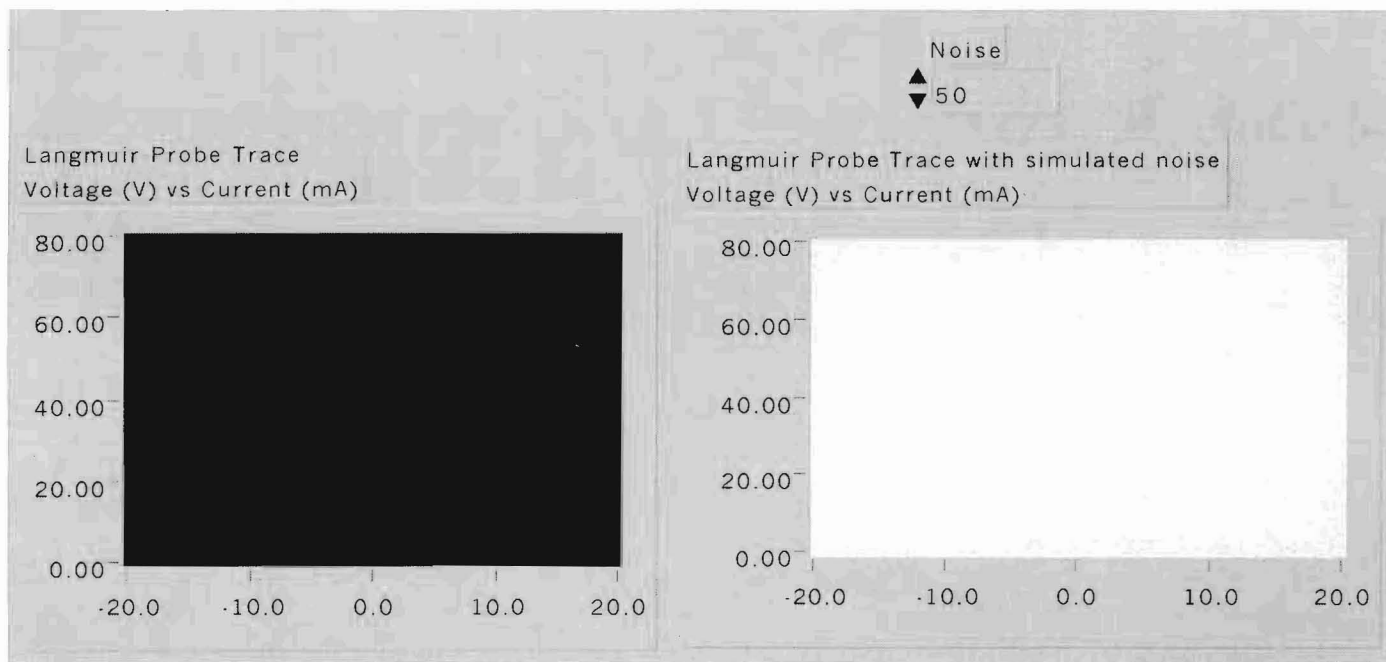 Noise
50
Langmuir Probe Trace
Voltage (V) vs Current (mA)
80.00
60.00
40.00
20.00
0.00
-20.0 -10.0 0.0 10.0 20.0
Langmuir Probe Trace with simulated noise
Voltage (V) vs Current (mA)
80.00
60.00
40.00
20.00
0.00
-20.0 -10.0 0.0 10.0 20.0